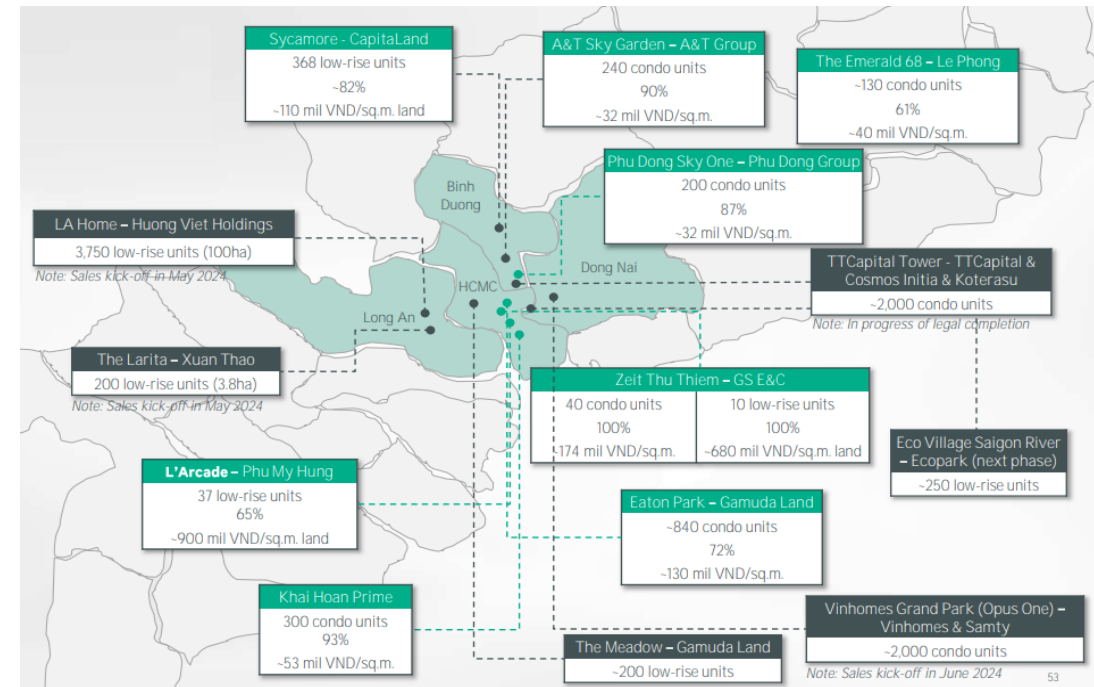 Sycamore - CapitaLand
368 low-rise units
~82%
~110 mil VND/sq.m. land
A&T Sky Garden – A&T Group
240 condo units
90%
~32 mil VND/sq.m.
The Emerald 68 – Le Phong
~130 condo units
61%
~40 mil VND/sq.m.
Phu Dong Sky One – Phu Dong Group
200 condo units
87%
~32 mil VND/sq.m.
Binh
Duong
LA Home – Huong Viet Holdings
3,750 low-rise units (100ha)
Note: Sales kick-off in May 2024
Dong Nai
HCMC
Long An
TTCapital Tower - TTCapital &
Cosmos Initia & Koterasu
~2,000 condo units
Note: In progress of legal completion
The Larita – Xuan Thao
200 low-rise units (3.8ha)
Note: Sales kick-off in May 2024
Zeit Thu Thiem – GS E&C
40 condo units
100%
~174 mil VND/sq.m.
10 low-rise units
100%
~680 mil VND/sq.m. land
Eco Village Saigon River
– Ecopark (next phase)
~250 low-rise units
L'Arcade – Phu My Hung
37 low-rise units
65%
~900 mil VND/sq.m. land
Eaton Park – Gamuda Land
~840 condo units
72%
~130 mil VND/sq.m.
Khai Hoan Prime
300 condo units
93%
~53 mil VND/sq.m.
The Meadow – Gamuda Land
~200 low-rise units
Vinhomes Grand Park (Opus One) –
Vinhomes & Samty
~2,000 condo units
Note: Sales kick-off in June 2024
53